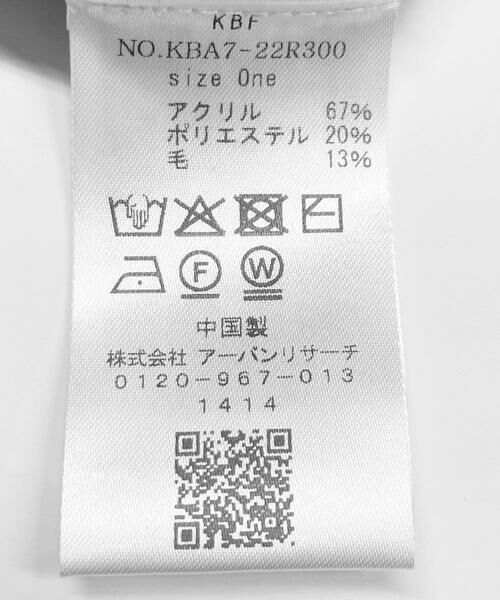 KBF
NO.KBA7-22R300
size One
アクリル 67%
ポリエステル 20%
毛 13%
F W
中国製
株式会社 アーバンリサーチ
0120-967-013
1414